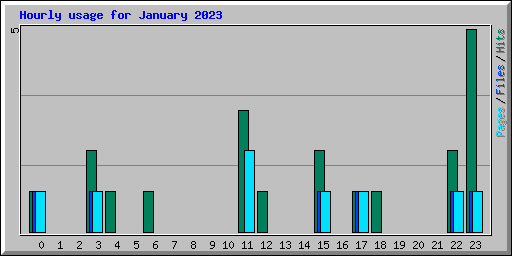 Hourly usage for January 2023
5
Pages/Files/Hits
0 1 2 3 4 5 6 7 8 9 10 11 12 13 14 15 16 17 18 19 20 21 22 23